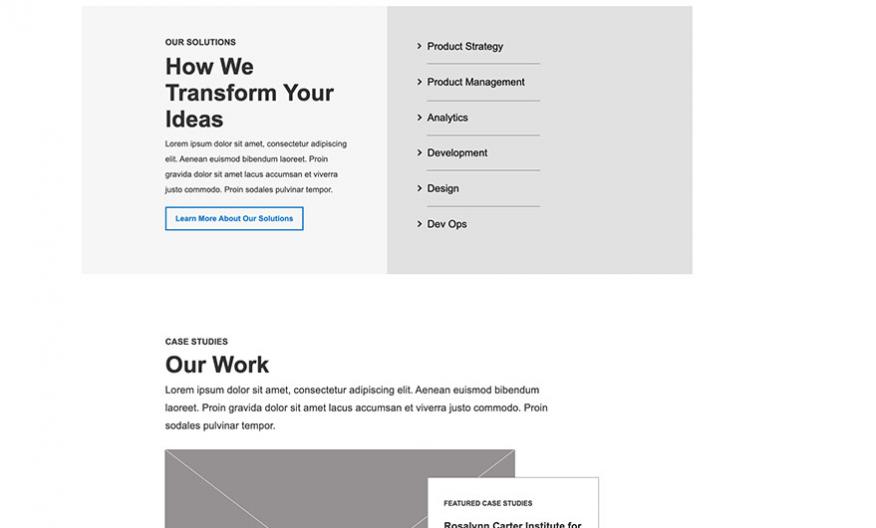 OUR SOLUTIONS
How We
Transform Your
Ideas
Lorem ipsum dolor sit amet, consectetur adipiscing
elit. Aenean euismod bibendum laoreet. Proin
gravida dolor sit amet lacus accumsan et viverra
justo commodo. Proin sodales pulvinar tempor.
Learn More About Our Solutions
Product Strategy
Product Management
Analytics
Development
Design
Dev Ops
CASE STUDIES
Our Work
Lorem ipsum dolor sit amet, consectetur adipiscing elit. Aenean euismod bibendum
laoreet. Proin gravida dolor sit amet lacus accumsan et viverra justo commodo. Proin
sodales pulvinar tempor.
FEATURED CASE STUDIES
Rosalynn Carter Institute for